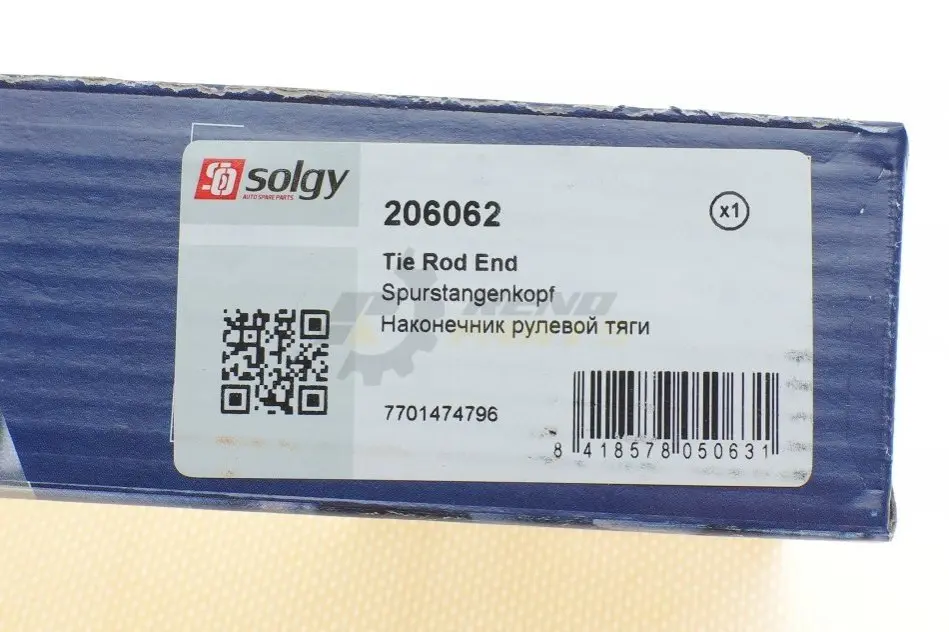 solgy
AUTO SPARE PARTS
206062
x1
Tie Rod End
Spurstangenkopf
Наконечник рулевой тяги
7701474796
8 418578 050631